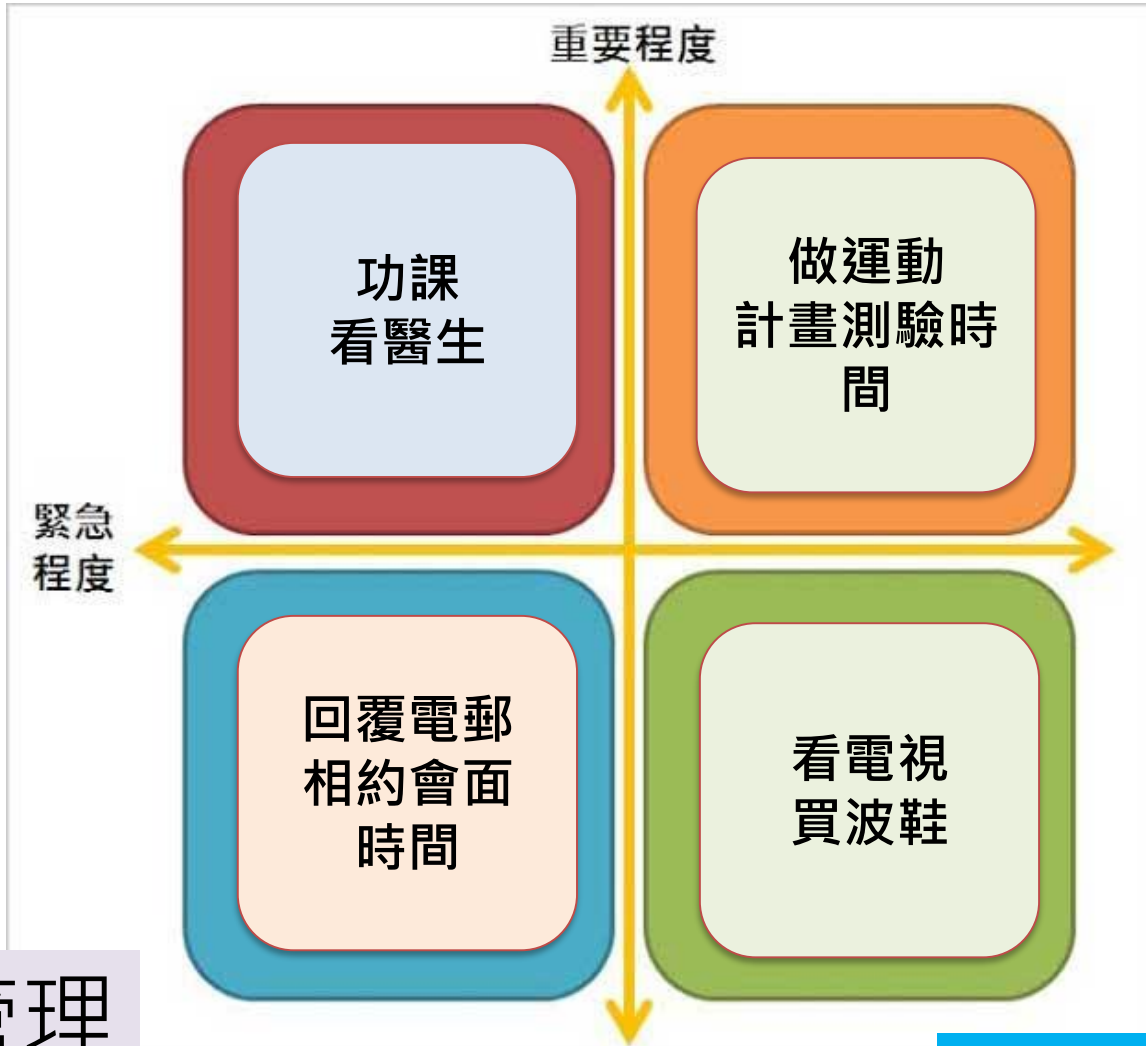 重要程度
功課
看醫生
做運動
計畫測驗時
間
緊急
程度
回覆電郵
相約會面
時間
看電視
買波鞋
管理